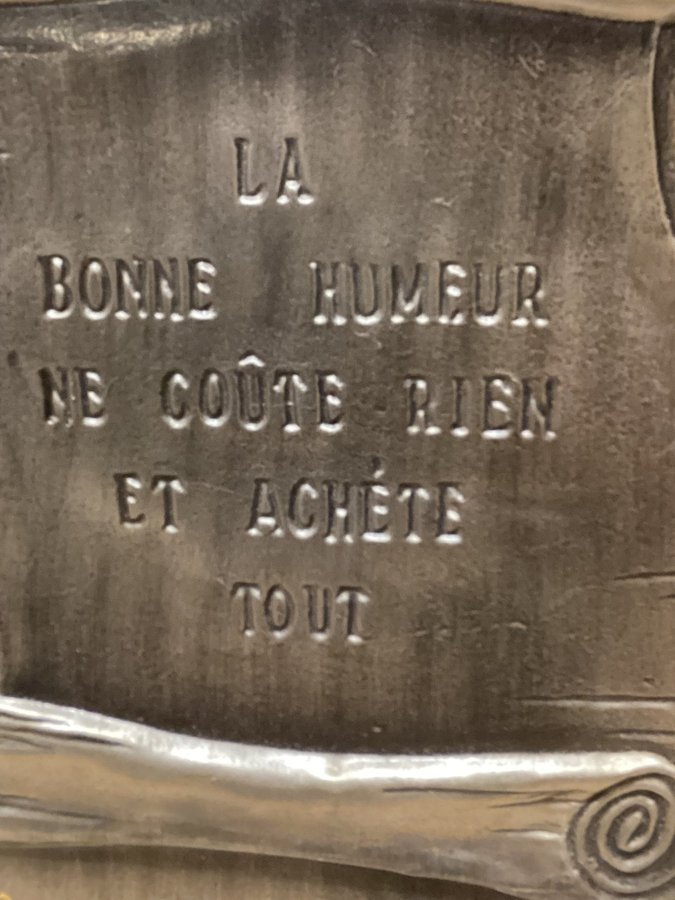 LA
BONNE HUMEUR
NE COÛTE RIEN
ET ACHÉTE
TOUT